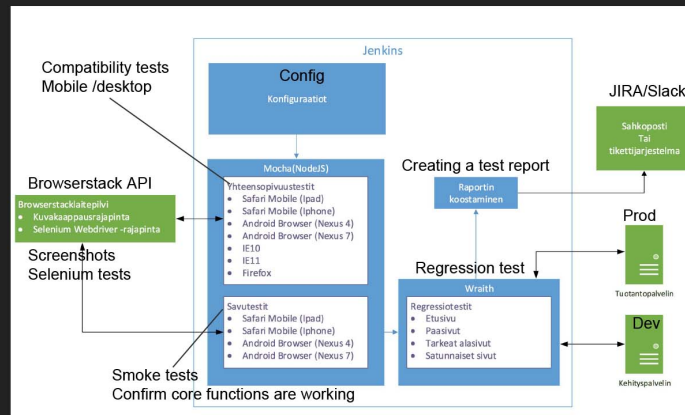 Jenkins
Compatibility tests
Mobile /desktop
Config
Konfiguraatiot
JIRA/Slack
Sahkoposti
Tai
tikettijarjestelma
Mocha(NodeJS)
Yhteensopivuustestit
• Safari Mobile (Ipad)
• Safari Mobile (Iphone)
• Android Browser (Nexus 4)
• Android Browser (Nexus 7)
• IE10
• IE11
• Firefox
Creating a test report
Raportin
koostaminen
Browserstack API
Browserstacklaitepilvi
• Kuvakaappausrajapinta
• Selenium Webdriver -rajapinta
Screenshots
Selenium tests
Prod
Tuotantopalvelin
Regression test
Wraith
Regressiotestit
• Etusivu
• Paasivut
• Tarkeat alasivut
• Satunnaiset sivut
Savutestit
• Safari Mobile (Ipad)
• Safari Mobile (Iphone)
• Android Browser (Nexus 4)
• Android Browser (Nexus 7)
Dev
Kehityspalvelin
Smoke tests
Confirm core functions are working